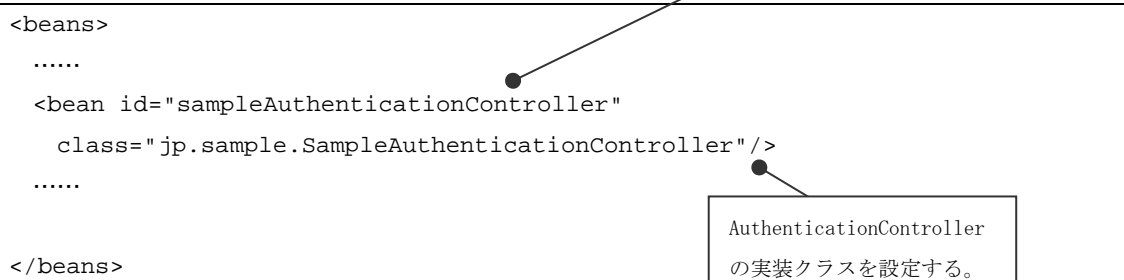 <beans>
……
<bean id="sampleAuthenticationController"
class="jp.sample.SampleAuthenticationController"/>
……
AuthenticationController
の実装クラスを設定する。
</beans>